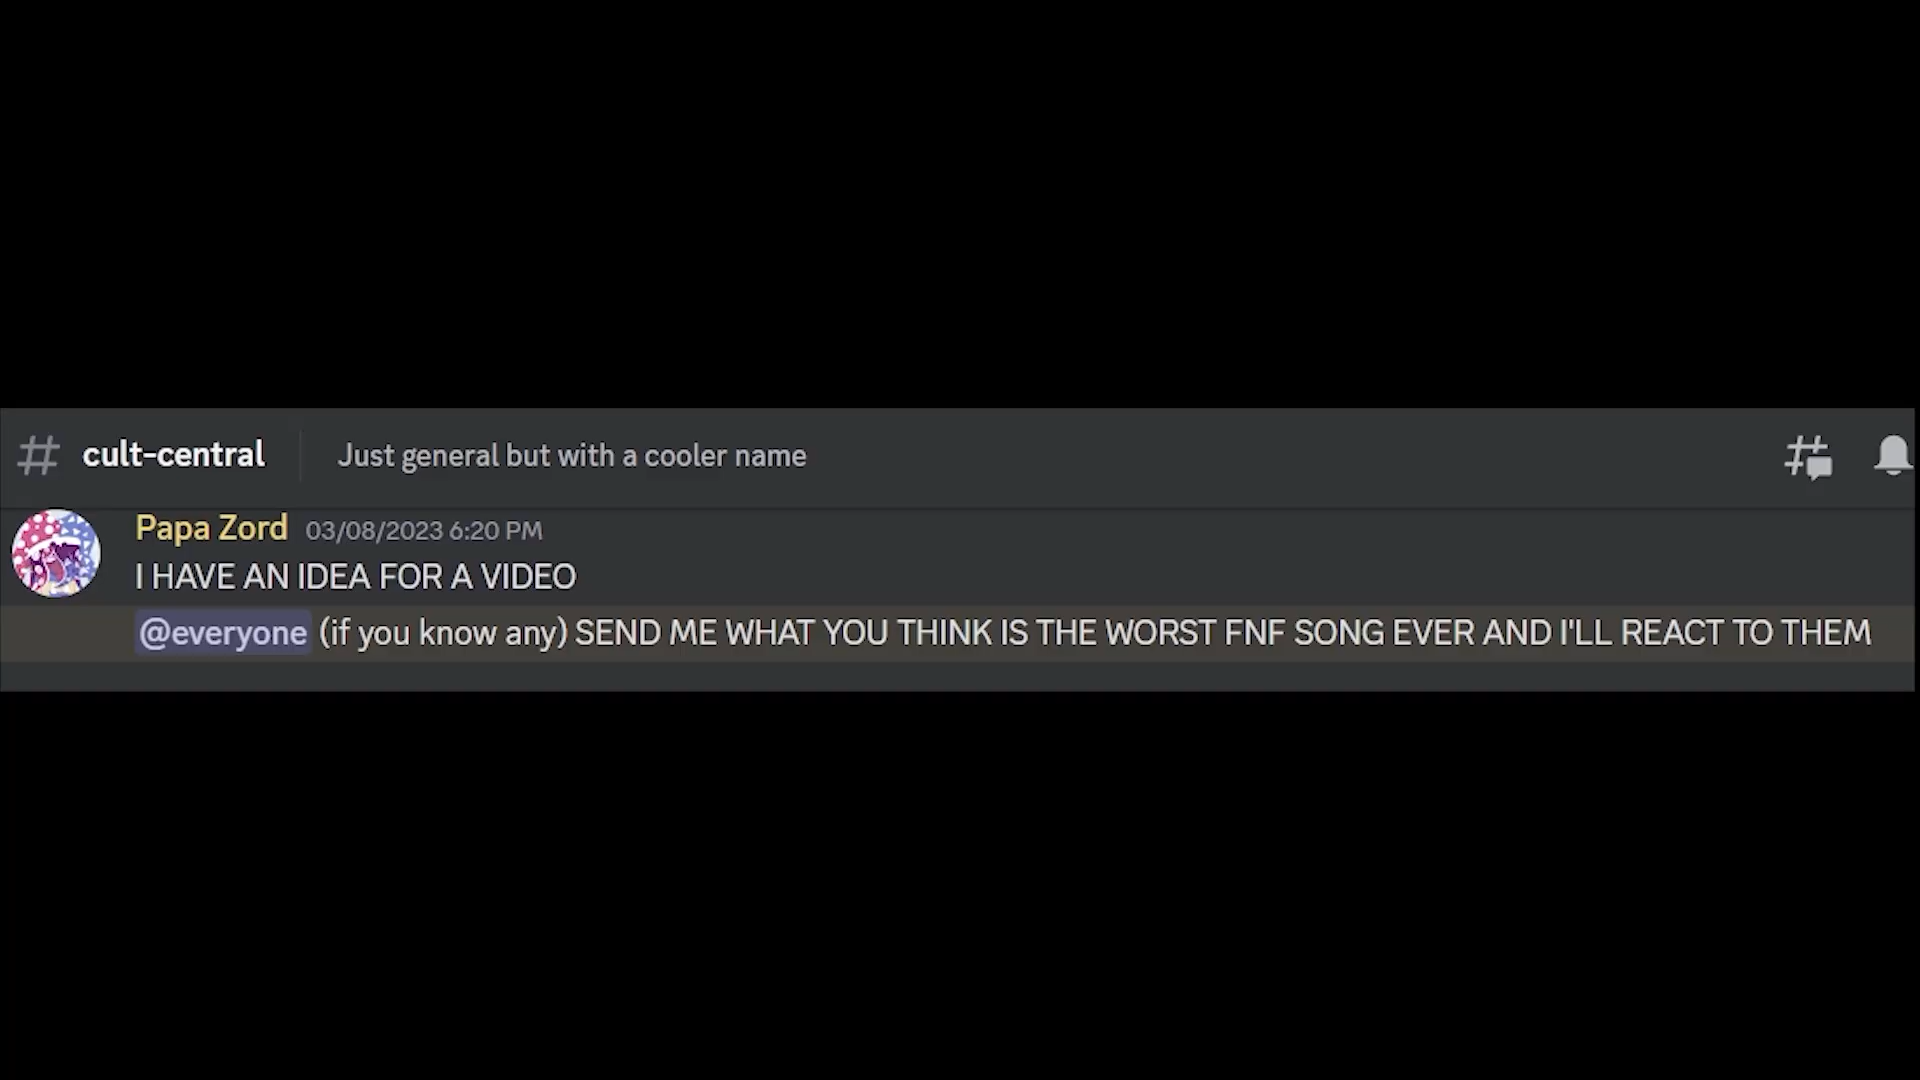 # cult-central Just general but with a cooler name
Papa Zord 03/08/2023 6:20 PM
I HAVE AN IDEA FOR A VIDEO
@everyone (if you know any) SEND ME WHAT YOU THINK IS THE WORST FNF SONG EVER AND I'LL REACT TO THEM